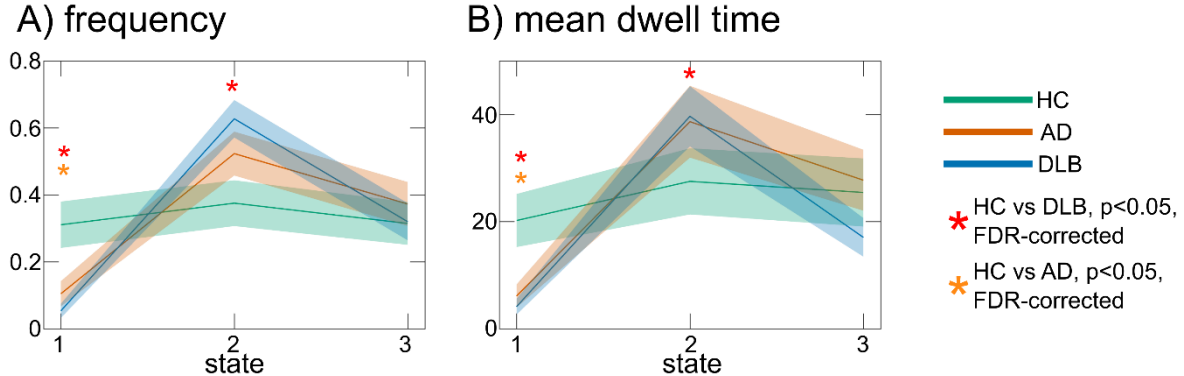 A) frequency
B) mean dwell time
0.8
0.6
0.4
0.2
0
1
2
3
state
40
20
0
1
2
3
state
*
*
*
*
*
*
HC
AD
DLB
* HC vs DLB, p<0.05,
FDR-corrected
* HC vs AD, p<0.05,
FDR-corrected